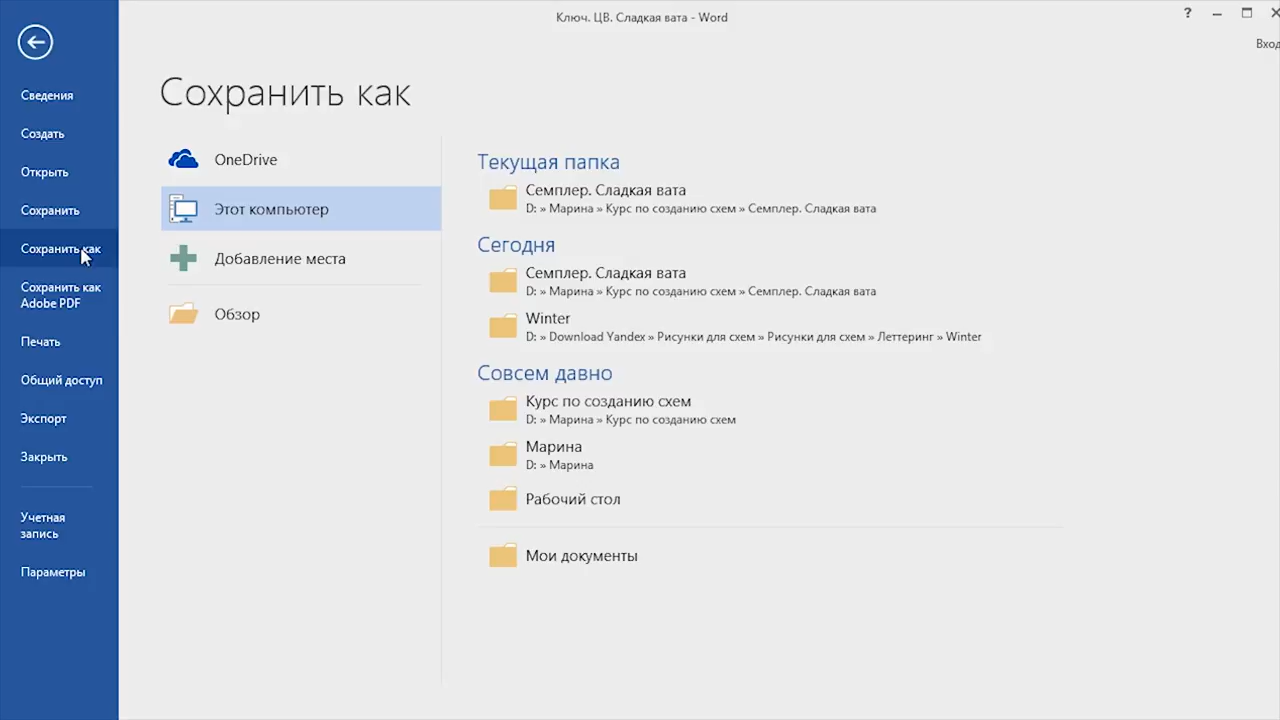 Ключ. ЦВ. Сладкая вата - Word
?
Вход
Сведения
Создать
Открыть
Сохранить
Сохранить как
Сохранить как
Adobe PDF
Печать
Общий доступ
Экспорт
Закрыть
Учетная
запись
Параметры
Сохранить как
OneDrive
Этот компьютер
Добавление места
Обзор
Текущая папка
Семплер. Сладкая вата
D: » Марина » Курс по созданию схем » Семплер. Сладкая вата
Сегодня
Семплер. Сладкая вата
D: » Марина » Курс по созданию схем » Семплер. Сладкая вата
Winter
D: » Download Yandex » Рисунки для схем » Рисунки для схем » Леттеринг » Winter
Совсем давно
Курс по созданию схем
D: » Марина » Курс по созданию схем
Марина
D: » Марина
Рабочий стол
Мои документы